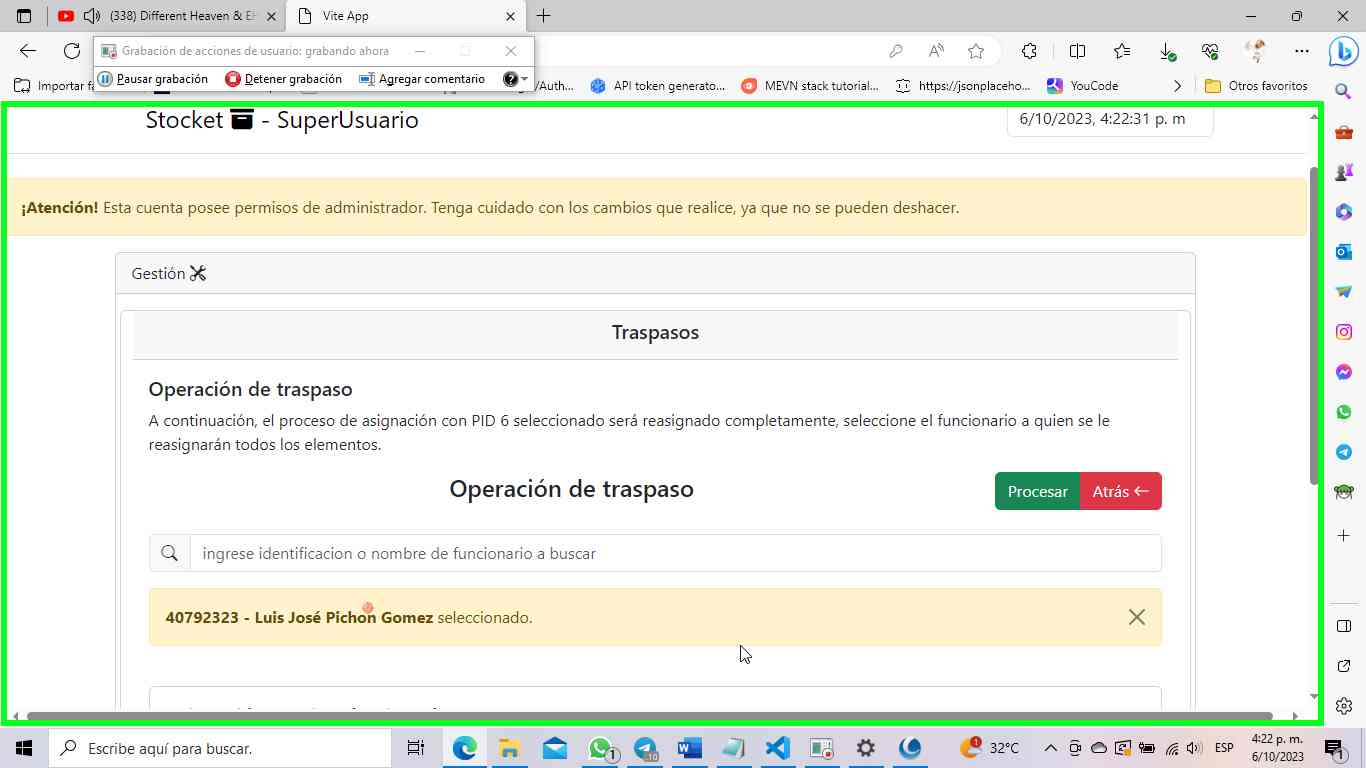 (338) Different Heaven & EH
Vite App
Grabación de acciones de usuario: grabando ahora
Pausar grabación
Detener grabación
Agregar comentario
Importar fa
/Auth...
API token generato...
MEVN stack tutorial...
https://jsonplaceho...
YouCode
Otros favoritos
Stocket - SuperUsuario
6/10/2023, 4:22:31 p. m
¡Atención! Esta cuenta posee permisos de administrador. Tenga cuidado con los cambios que realice, ya que no se pueden deshacer.
Gestión
Traspasos
Operación de traspaso
A continuación, el proceso de asignación con PID 6 seleccionado será reasignado completamente, seleccione el funcionario a quien se le
reasignarán todos los elementos.
Operación de traspaso
Procesar
Atrás ←
ingrese identificacion o nombre de funcionario a buscar
40792323 - Luis José Pichon Gomez seleccionado.
Escribe aquí para buscar.
1
10
1
32°C
ESP
4:22 p. m.
6/10/2023
1